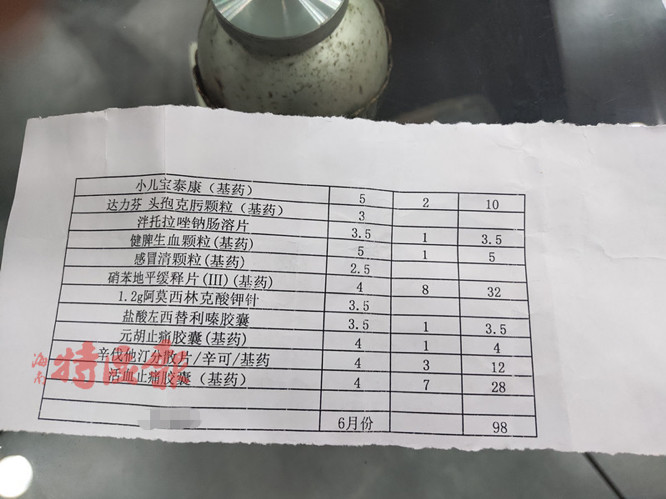 小儿宝泰康（基药） 5 2 10
达力芬 头孢克肟颗粒（基药） 3
泮托拉唑钠肠溶片 3.5 1 3.5
健脾生血颗粒(基药) 5 1 5
感冒清颗粒(基药) 2.5
硝苯地平缓释片(III)(基药) 4 8 32
1.2g阿莫西林克酸钾针 3.5
盐酸左西替利嗪胶囊 3.5 1 3.5
元胡止痛胶囊(基药) 4 1 4
辛伐他汀分散片/辛可/基药 4 3 12
活血止痛胶囊（基药） 4 7 28
6月份 98
海南特区报